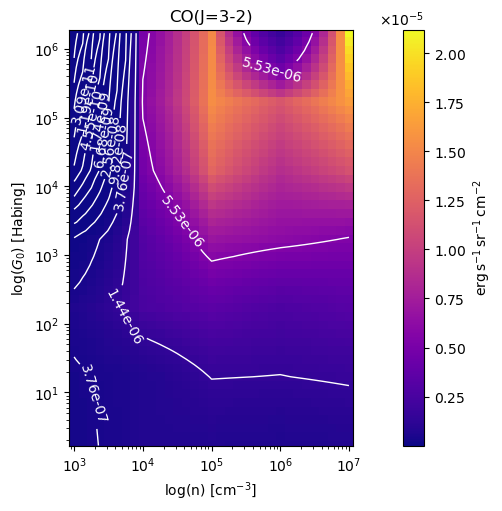 CO(J=3-2)
×10⁻⁵
10⁶
10⁵
10⁴
10³
10²
10¹
log(G₀) [Habing]
10³ 10⁴ 10⁵ 10⁶ 10⁷
log(n) [cm⁻³]
5.53e-06
5.53e-06
9.82e-08
3.76e-07
1.44e-06
3.76e-07
2.00
1.75
1.50
1.25
1.00
0.75
0.50
0.25
erg s⁻¹ sr⁻¹ cm⁻²